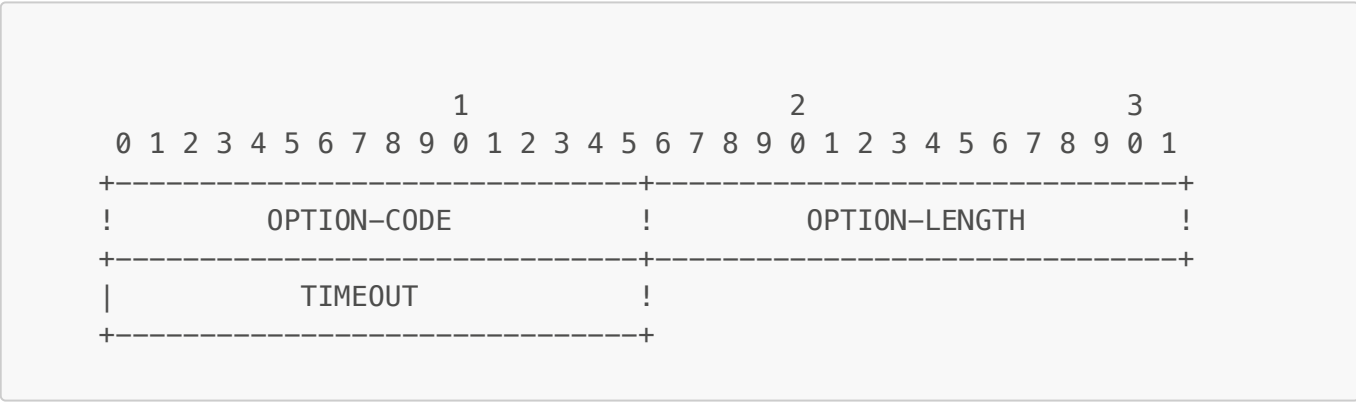 1                   2                   3
 0 1 2 3 4 5 6 7 8 9 0 1 2 3 4 5 6 7 8 9 0 1 2 3 4 5 6 7 8 9 0 1
+-------------------------------+-------------------------------+
!         OPTION-CODE           !         OPTION-LENGTH         !
+-------------------------------+-------------------------------+
|           TIMEOUT             !
+-------------------------------+